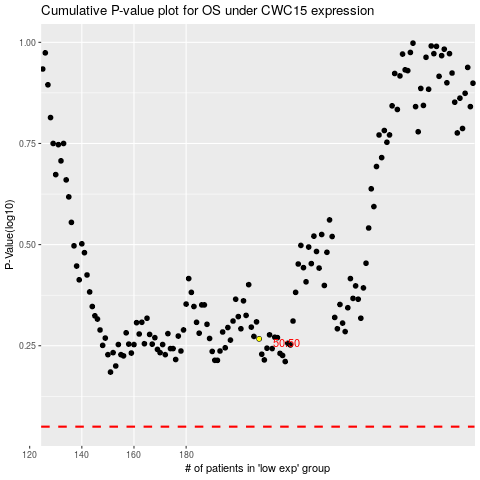 Cumulative P-value plot for OS under CWC15 expression
P-Value(log10)
1.00
0.75
0.50
0.25
50:50
120 140 160 180
# of patients in 'low exp' group